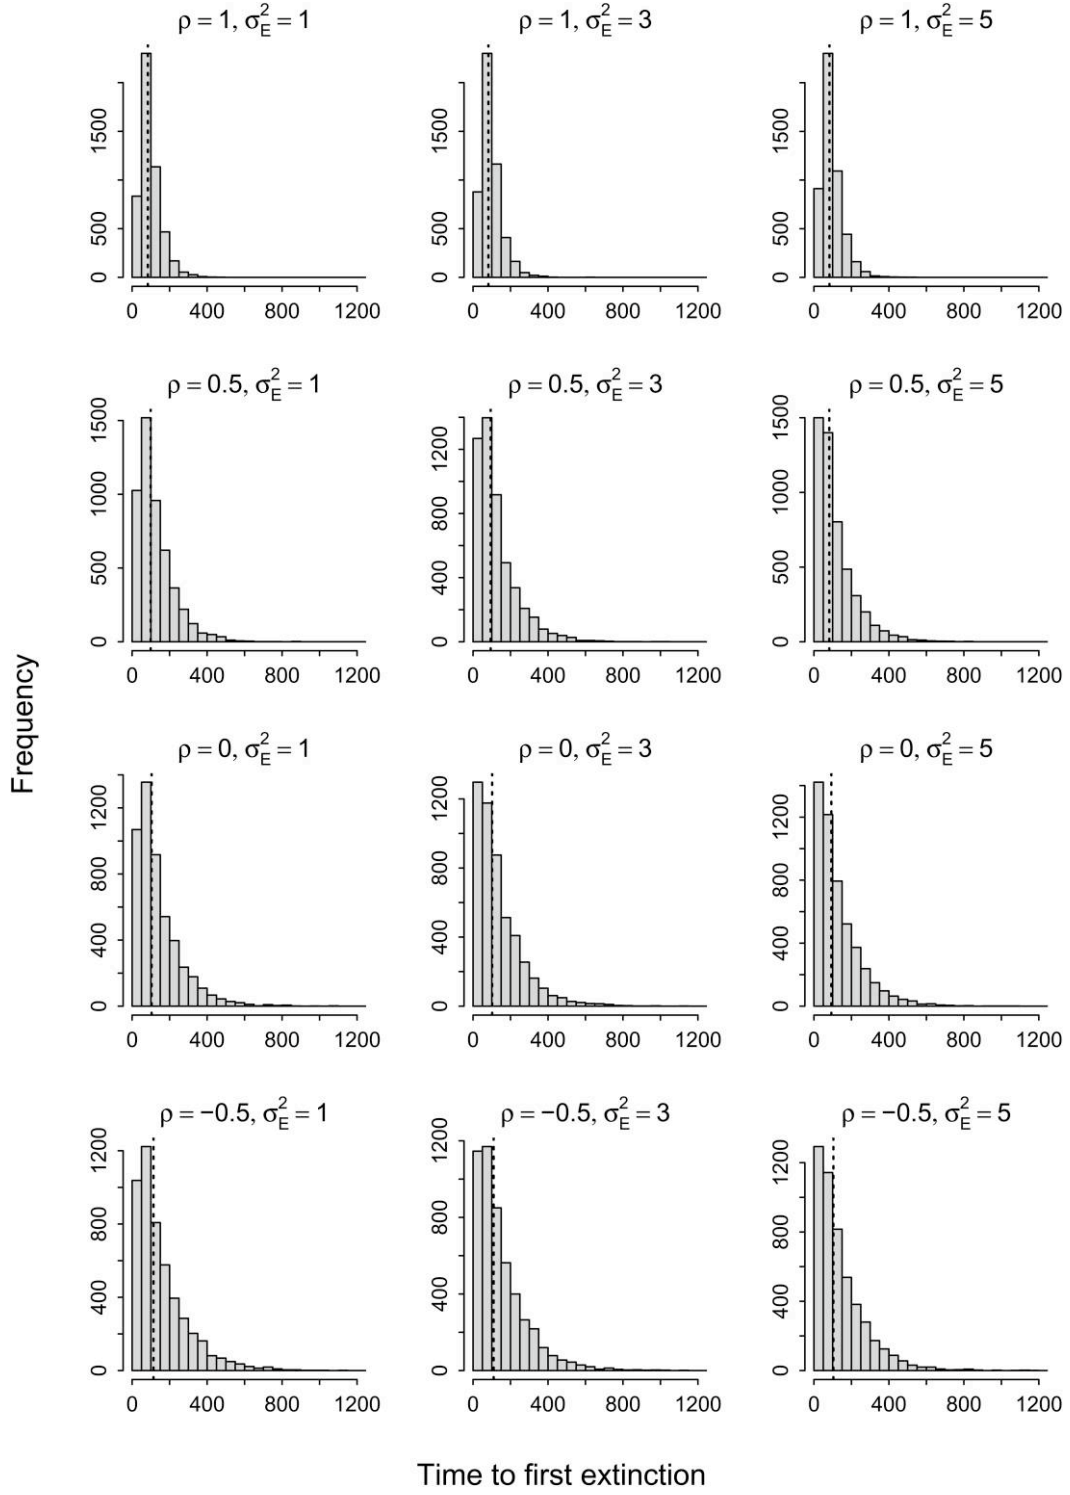 ρ = 1, σ²E = 1
ρ = 1, σ²E = 3
ρ = 1, σ²E = 5
0 500 1500
0 400 800 1200
0 500 1500
0 400 800 1200
0 500 1500
0 400 800 1200
ρ = 0.5, σ²E = 1
ρ = 0.5, σ²E = 3
ρ = 0.5, σ²E = 5
0 500 1000 1500
0 400 800 1200
0 400 800 1200
0 400 800 1200
0 500 1000 1500
0 400 800 1200
Frequency
ρ = 0, σ²E = 1
ρ = 0, σ²E = 3
ρ = 0, σ²E = 5
0 400 800 1200
0 400 800 1200
0 400 800 1200
0 400 800 1200
0 400 800 1200
0 400 800 1200
ρ = −0.5, σ²E = 1
ρ = −0.5, σ²E = 3
ρ = −0.5, σ²E = 5
0 400 800 1200
0 400 800 1200
0 400 800 1200
0 400 800 1200
0 400 800 1200
0 400 800 1200
Time to first extinction